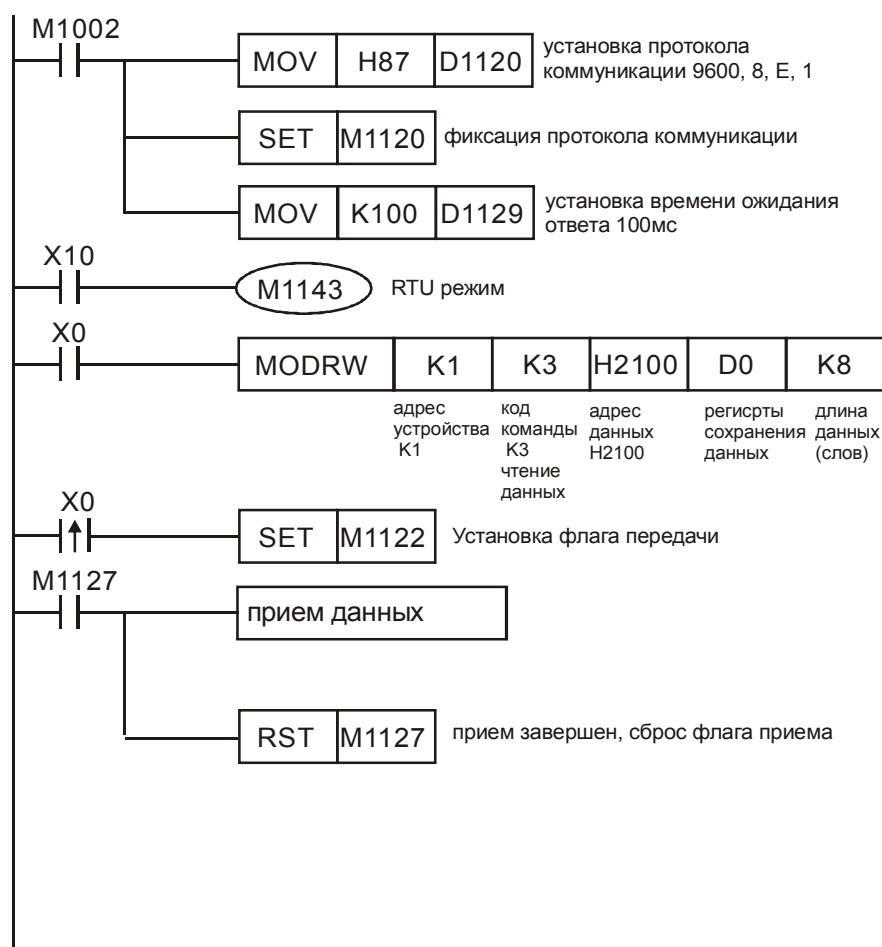 M1002
MOV H87 D1120 установка протокола
коммуникации 9600, 8, E, 1
SET M1120 фиксация протокола коммуникации
MOV K100 D1129 установка времени ожидания
ответа 100мс
X10
M1143 RTU режим
X0
MODRW K1 K3 H2100 D0 K8
адрес код адрес регисрты длина
устройства команды данных сохранения данных
K1 K3 H2100 данных (слов)
чтение
данных
X0
SET M1122 Установка флага передачи
M1127
прием данных
RST M1127 прием завершен, сброс флага приема